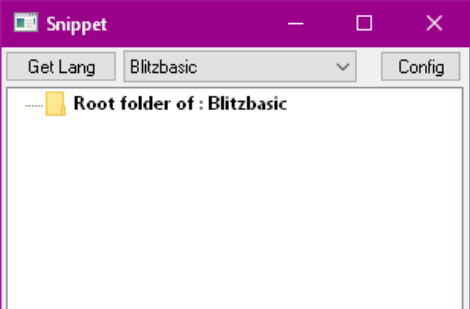 Snippet
Get Lang Blitzbasic Config
Root folder of : Blitzbasic